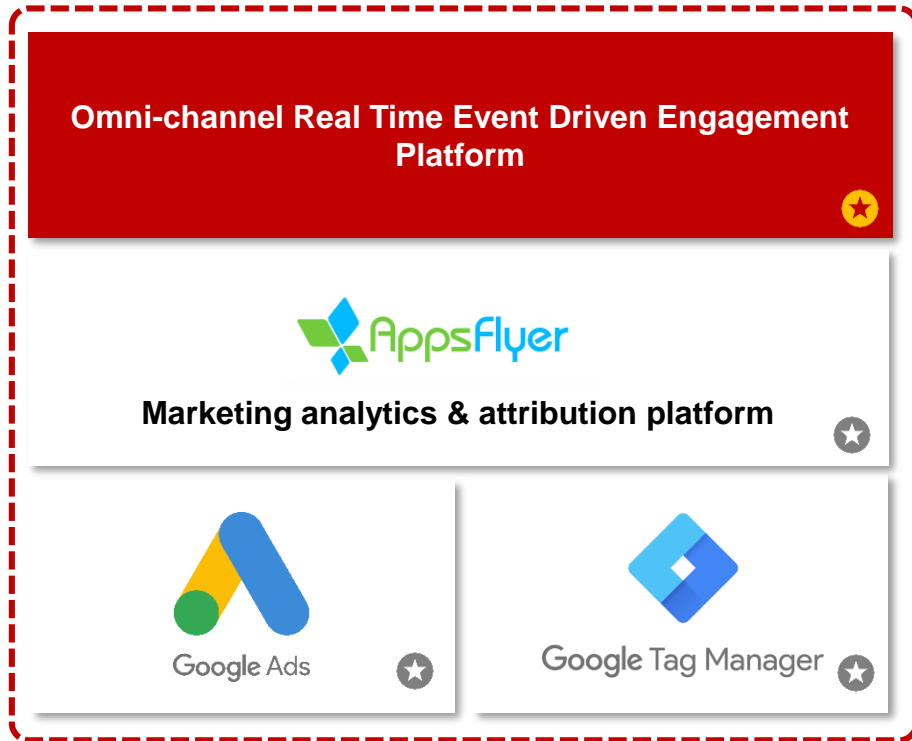 Omni-channel Real Time Event Driven Engagement
Platform
AppsFlyer
Marketing analytics & attribution platform
Google Ads
Google Tag Manager